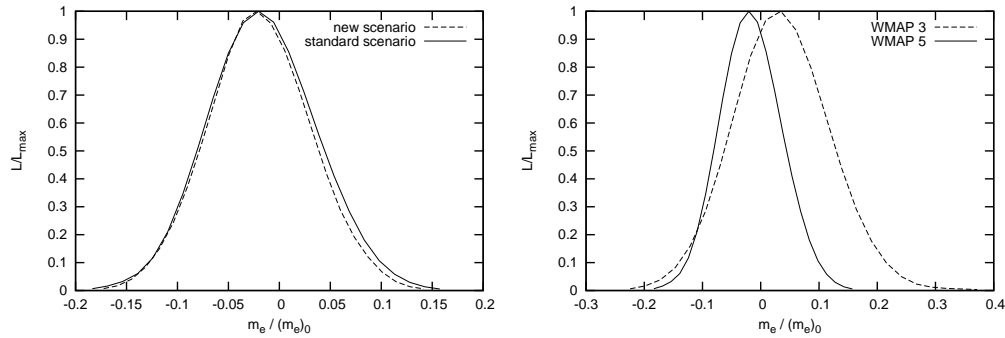 new scenario
standard scenario
L/L_max
1
0.9
0.8
0.7
0.6
0.5
0.4
0.3
0.2
0.1
0
-0.2 -0.15 -0.1 -0.05 0 0.05 0.1 0.15 0.2
m_e / (m_e)_0
WMAP 3
WMAP 5
L/L_max
1
0.9
0.8
0.7
0.6
0.5
0.4
0.3
0.2
0.1
0
-0.3 -0.2 -0.1 0 0.1 0.2 0.3 0.4
m_e / (m_e)_0